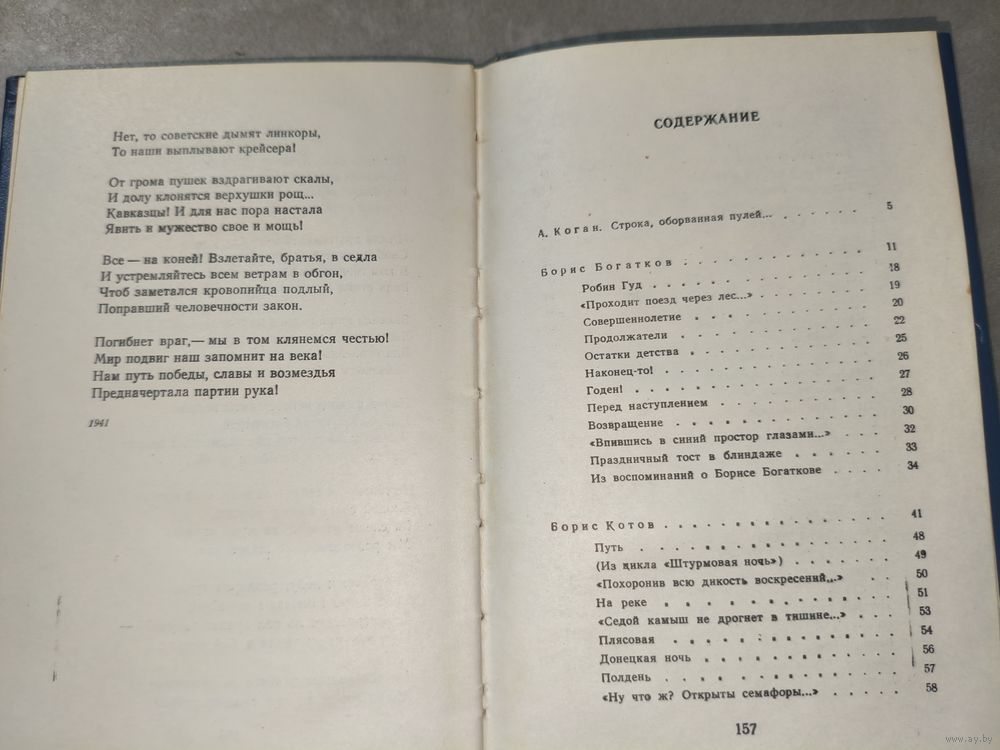 Нет, то советские дымят линкоры,
То наши выплывают крейсера!
От грома пушек вздрагивают скалы,
И долу клонятся верхушки рощ...
Кавказцы! И для нас пора настала
Явить и мужество свое и мощь!
Все — на коней! Взлетайте, братья, в седла
И устремляйтесь всем ветрам в обгон,
Чтоб заметался кровопийца подлый,
Поправший человечности закон.
Погибнет враг,— мы в том клянемся честью!
Мир подвиг наш запомнит на века!
Нам путь победы, славы и возмездья
Предначертала партии рука!
1941
СОДЕРЖАНИЕ
А. Коган. Строка, оборванная пулей... . . . . . . 5
Борис Богатков . . . . . . . . . . . . 11
Робин Гуд . . . . . . . . . . . . 18
«Проходит поезд через лес...» . . . . . . . 19
Совершеннолетие . . . . . . . . . . 20
Продолжатели . . . . . . . . . . 22
Остатки детства . . . . . . . . . . 25
Наконец-то! . . . . . . . . . . . 26
Годен! . . . . . . . . . . . . 27
Перед наступлением . . . . . . . . . 28
Возвращение . . . . . . . . . . . 30
«Впившись в синий простор глазами...» . . . 32
Праздничный тост в блиндаже . . . . . . 33
Из воспоминаний о Борисе Богаткове . . . . 34
Борис Котов . . . . . . . . . . . . . 41
Путь . . . . . . . . . . . . . 48
(Из цикла «Штурмовая ночь») . . . . . . 49
«Похоронив всю дикость воскресений...» . . 50
На реке . . . . . . . . . . . . 51
«Седой камыш не дрогнет в тишине...» . . . 53
Плясовая . . . . . . . . . . . . 54
Донецкая ночь . . . . . . . . . . 56
Полдень . . . . . . . . . . . . 57
«Ну что ж? Открыты семафоры...» . . . . . 58
157
www.ay.by